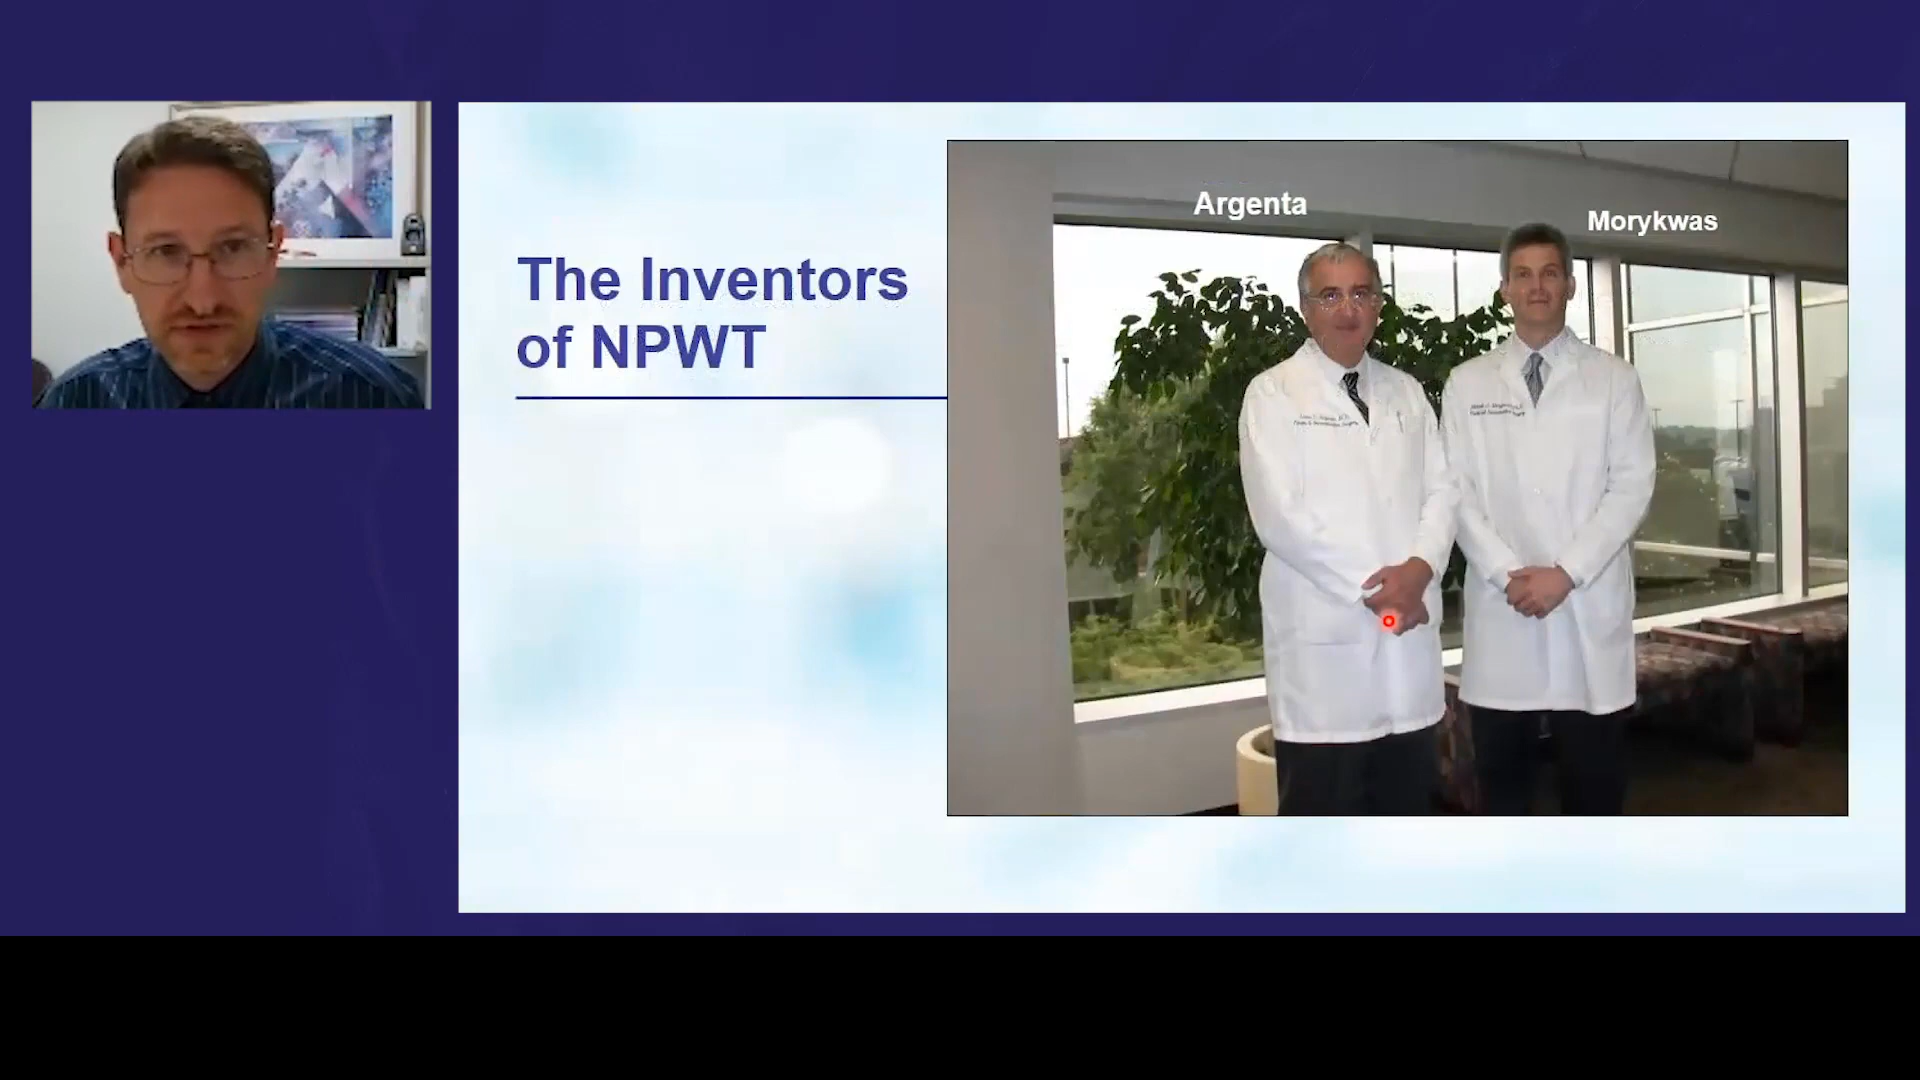 The Inventors
of NPWT
Argenta
Morykwas